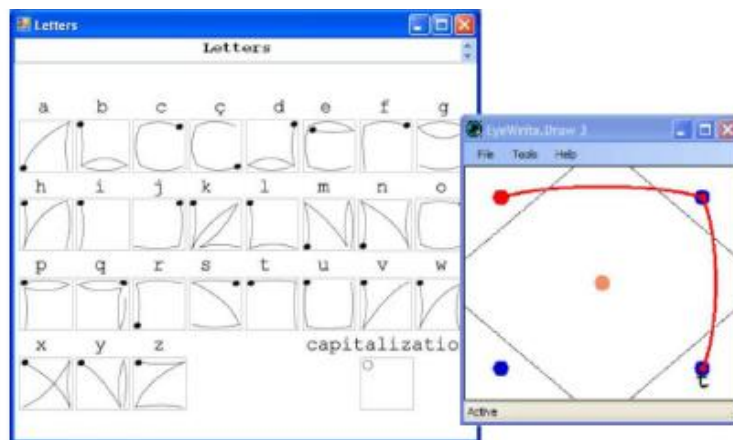 Letters
Letters
a b c ç d e f g
h i j k l m n o
p q r s t u v w
x y z capitalizatio
EyeWrite.Draw 3
File Tools Help
t
Active